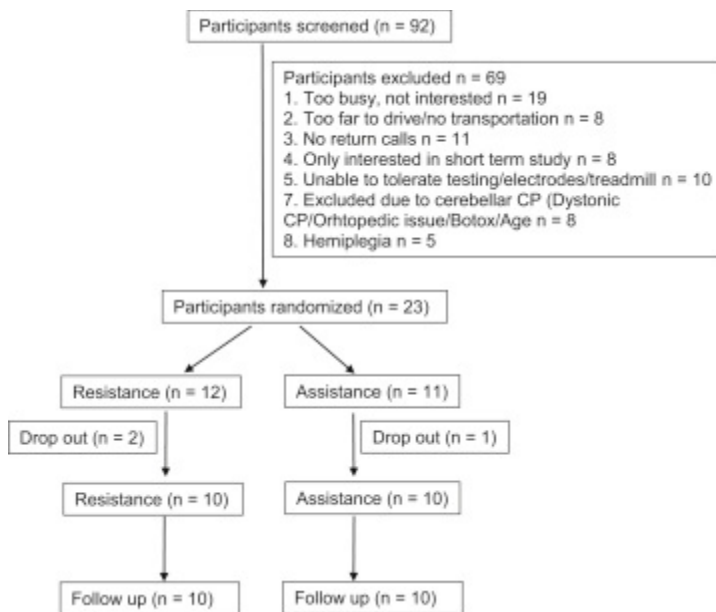 Participants screened (n = 92)
Participants excluded n = 69
1. Too busy, not interested n = 19
2. Too far to drive/no transportation n = 8
3. No return calls n = 11
4. Only interested in short term study n = 8
5. Unable to tolerate testing/electrodes/treadmill n = 10
7. Excluded due to cerebellar CP (Dystonic
CP/Orhtopedic issue/Botox/Age n = 8
8. Hemiplegia n = 5
Participants randomized (n = 23)
Resistance (n = 12)
Assistance (n = 11)
Drop out (n = 2)
Drop out (n = 1)
Resistance (n = 10)
Assistance (n = 10)
Follow up (n = 10)
Follow up (n = 10)